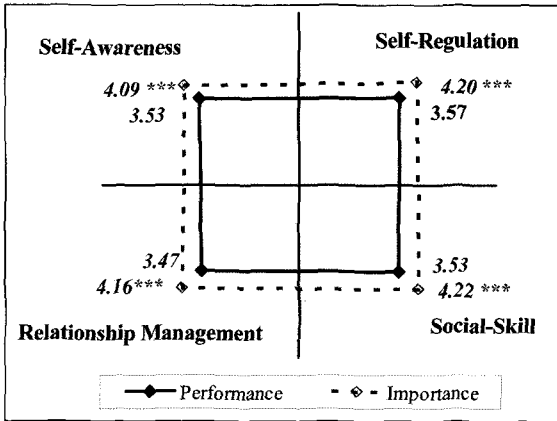 Self-Awareness
Self-Regulation
4.09 ***
4.20 ***
3.53
3.57
3.47
3.53
4.16***
4.22 ***
Relationship Management
Social-Skill
Performance
Importance